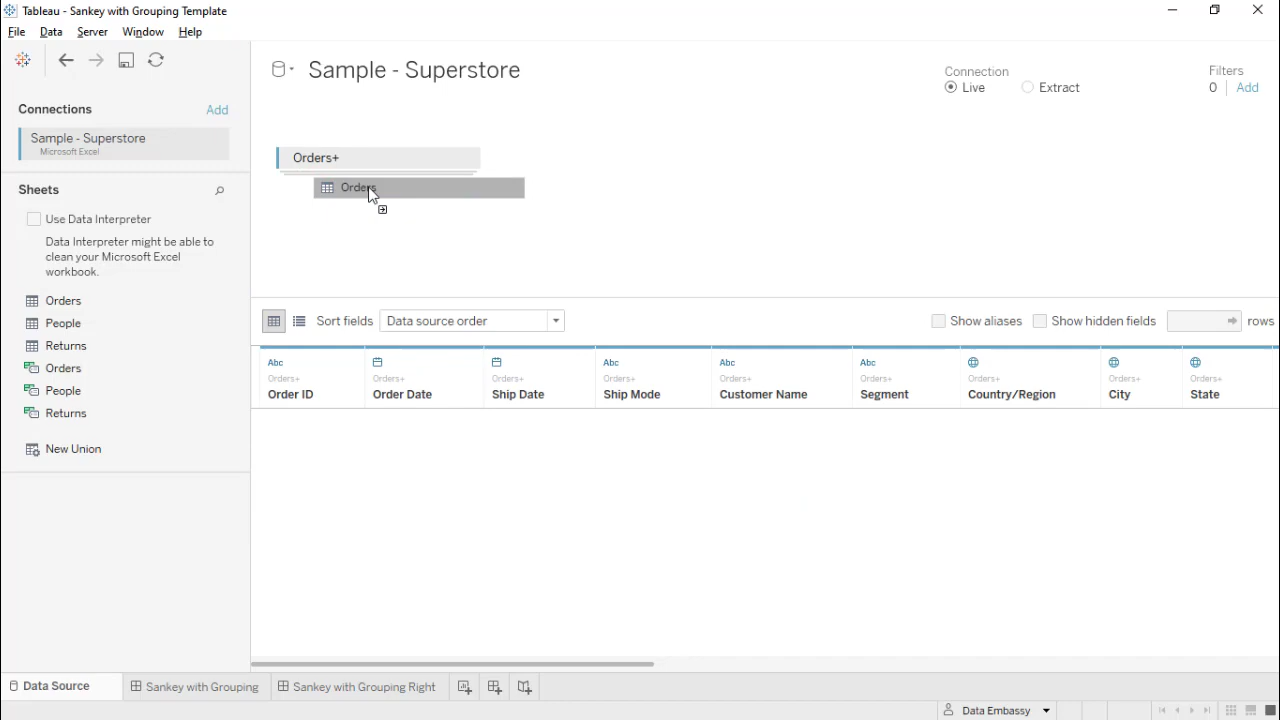 Tableau - Sankey with Grouping Template
File Data Server Window Help
Connections Add
Sample - Superstore
Microsoft Excel
Sheets
Use Data Interpreter
Data Interpreter might be able to
clean your Microsoft Excel
workbook.
Orders
People
Returns
Orders
People
Returns
New Union
Sample - Superstore
Connection
Live Extract
Filters
0 Add
Orders+
Orders
Sort fields Data source order Show aliases Show hidden fields rows
Abc Abc Abc Abc
Orders+ Orders+ Orders+ Orders+ Orders+ Orders+ Orders+ Orders+ Orders+
Order ID Order Date Ship Date Ship Mode Customer Name Segment Country/Region City State
Data Source Sankey with Grouping Sankey with Grouping Right
Data Embassy